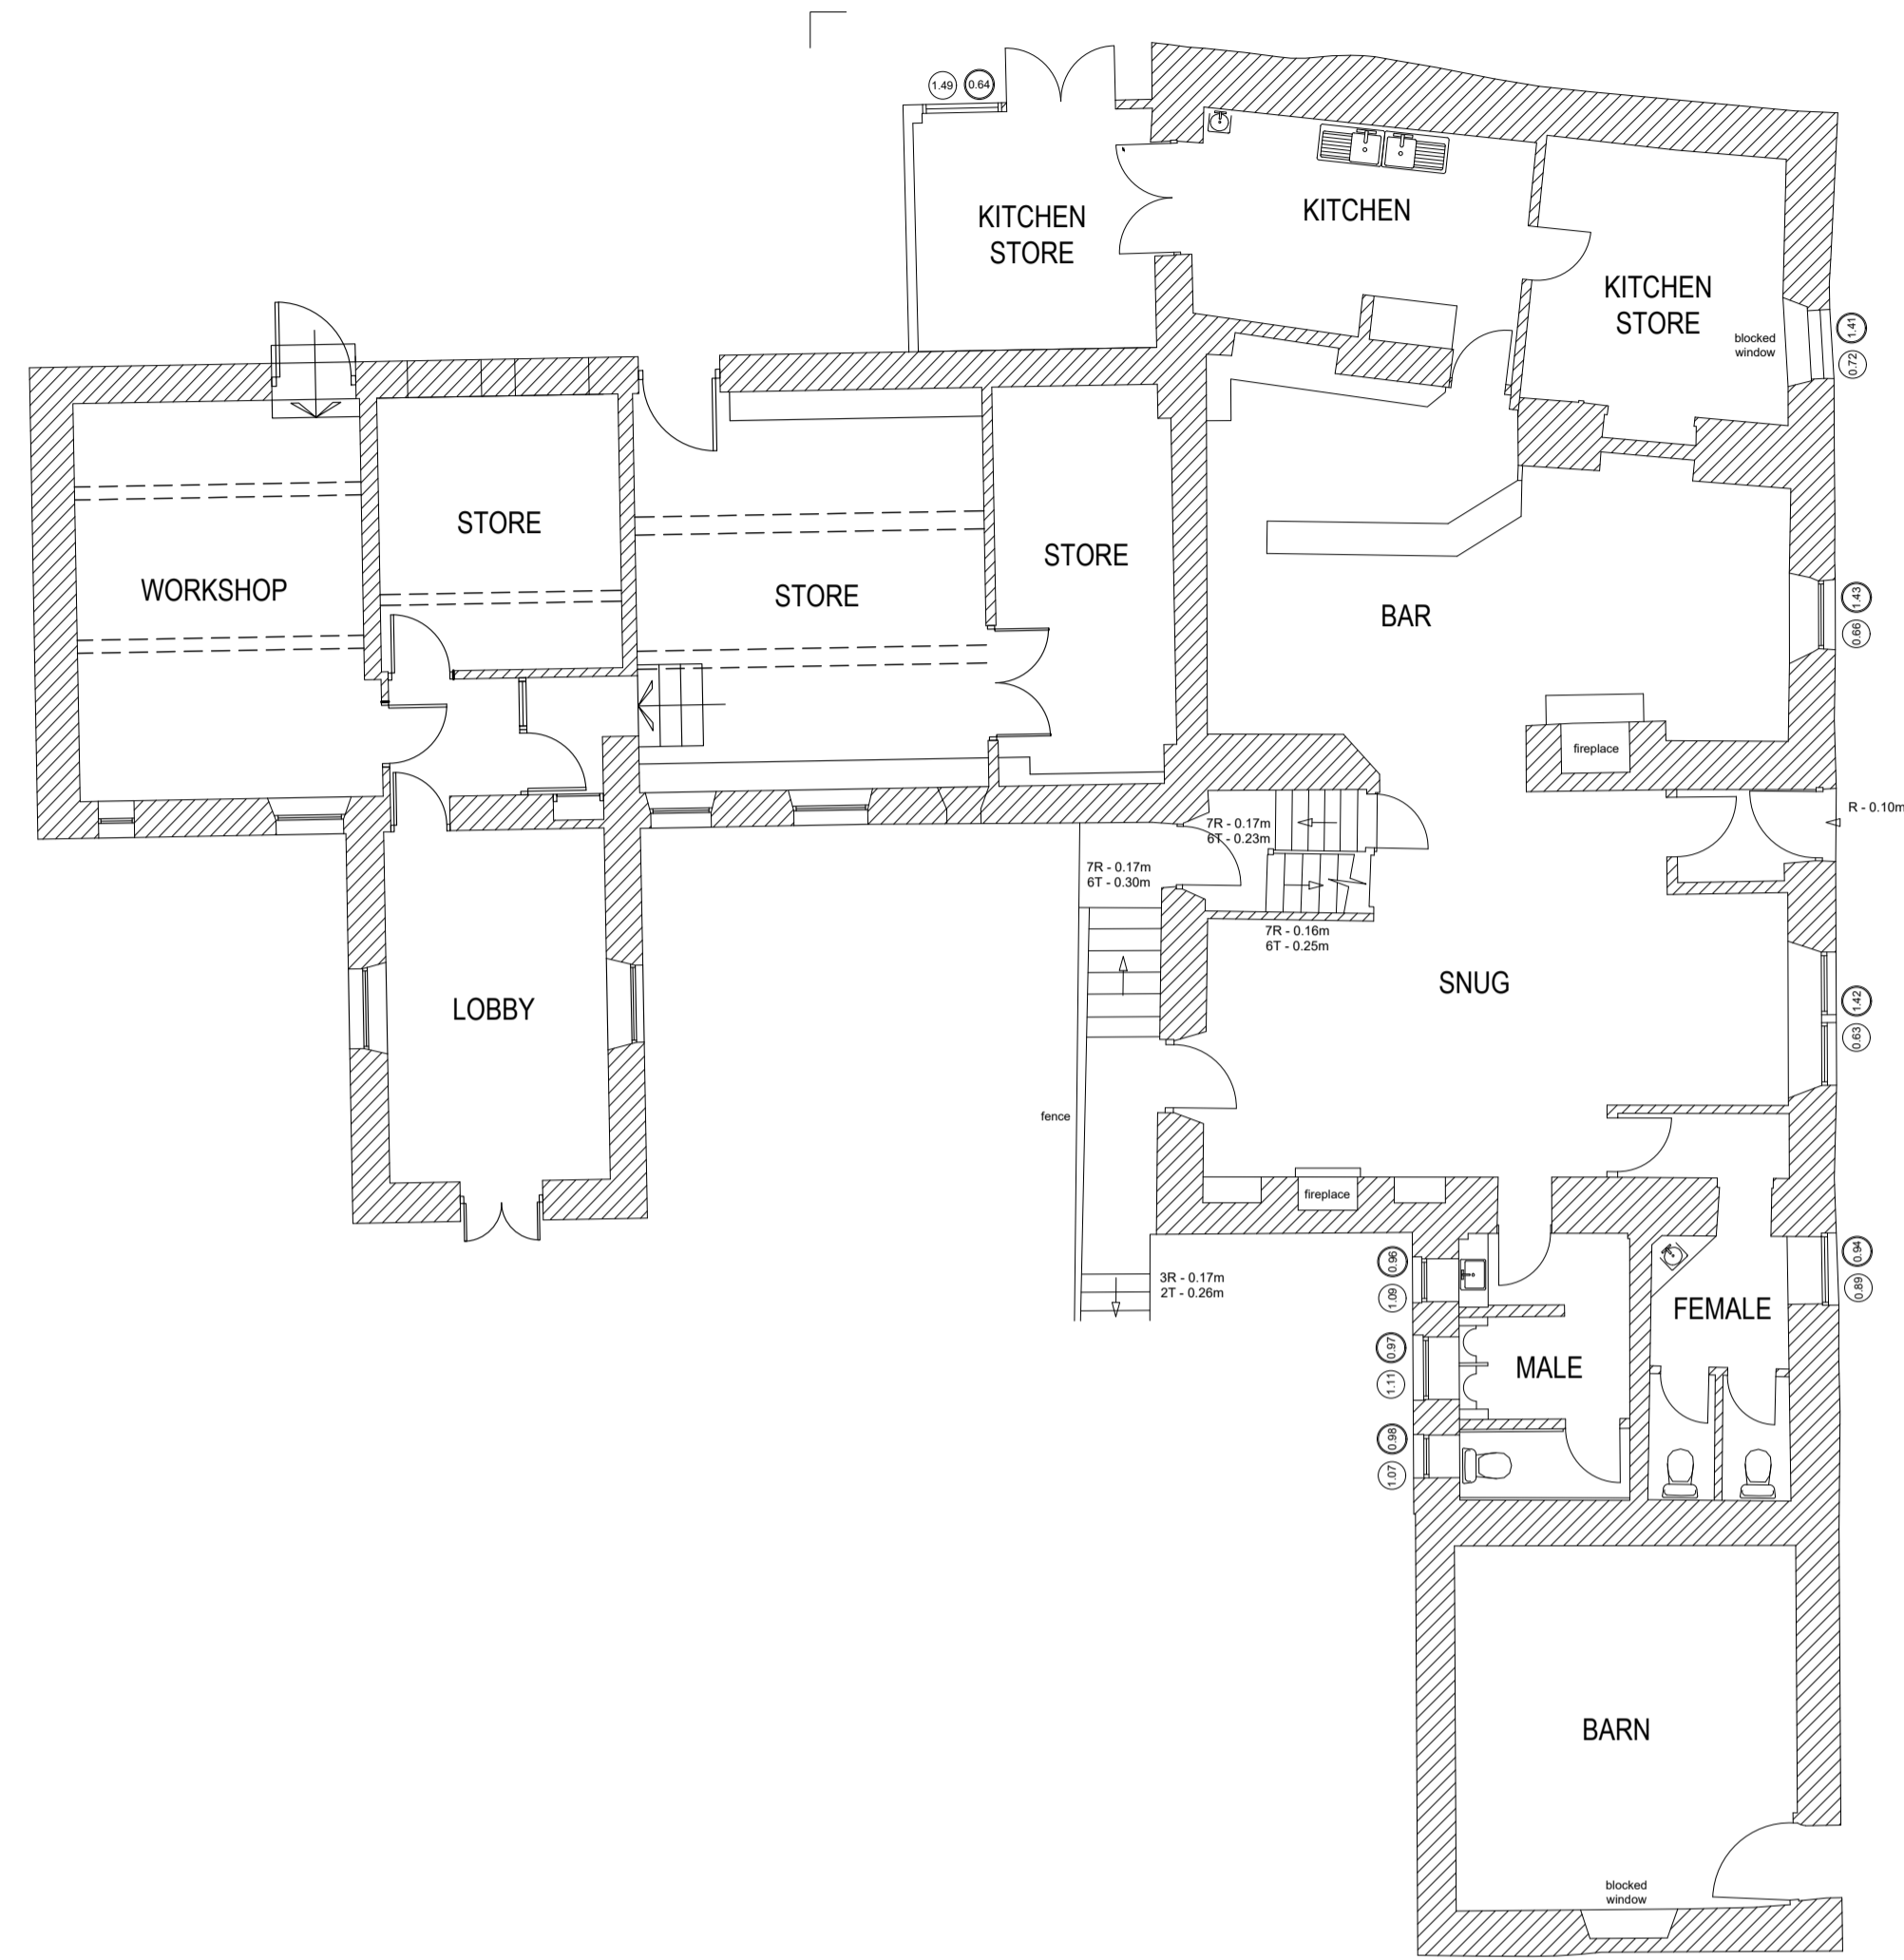 1.49 0.64
KITCHEN
STORE
KITCHEN
KITCHEN
STORE
blocked
window
1.41
0.72
WORKSHOP
STORE
STORE
STORE
BAR
1.43
0.66
fireplace
R - 0.10m
7R - 0.17m
6T - 0.23m
7R - 0.17m
6T - 0.30m
7R - 0.16m
6T - 0.25m
SNUG
LOBBY
1.42
0.63
fence
fireplace
3R - 0.17m
2T - 0.26m
0.96
1.09
0.94
0.89
FEMALE
0.97
1.11
MALE
0.98
1.07
BARN
blocked
window